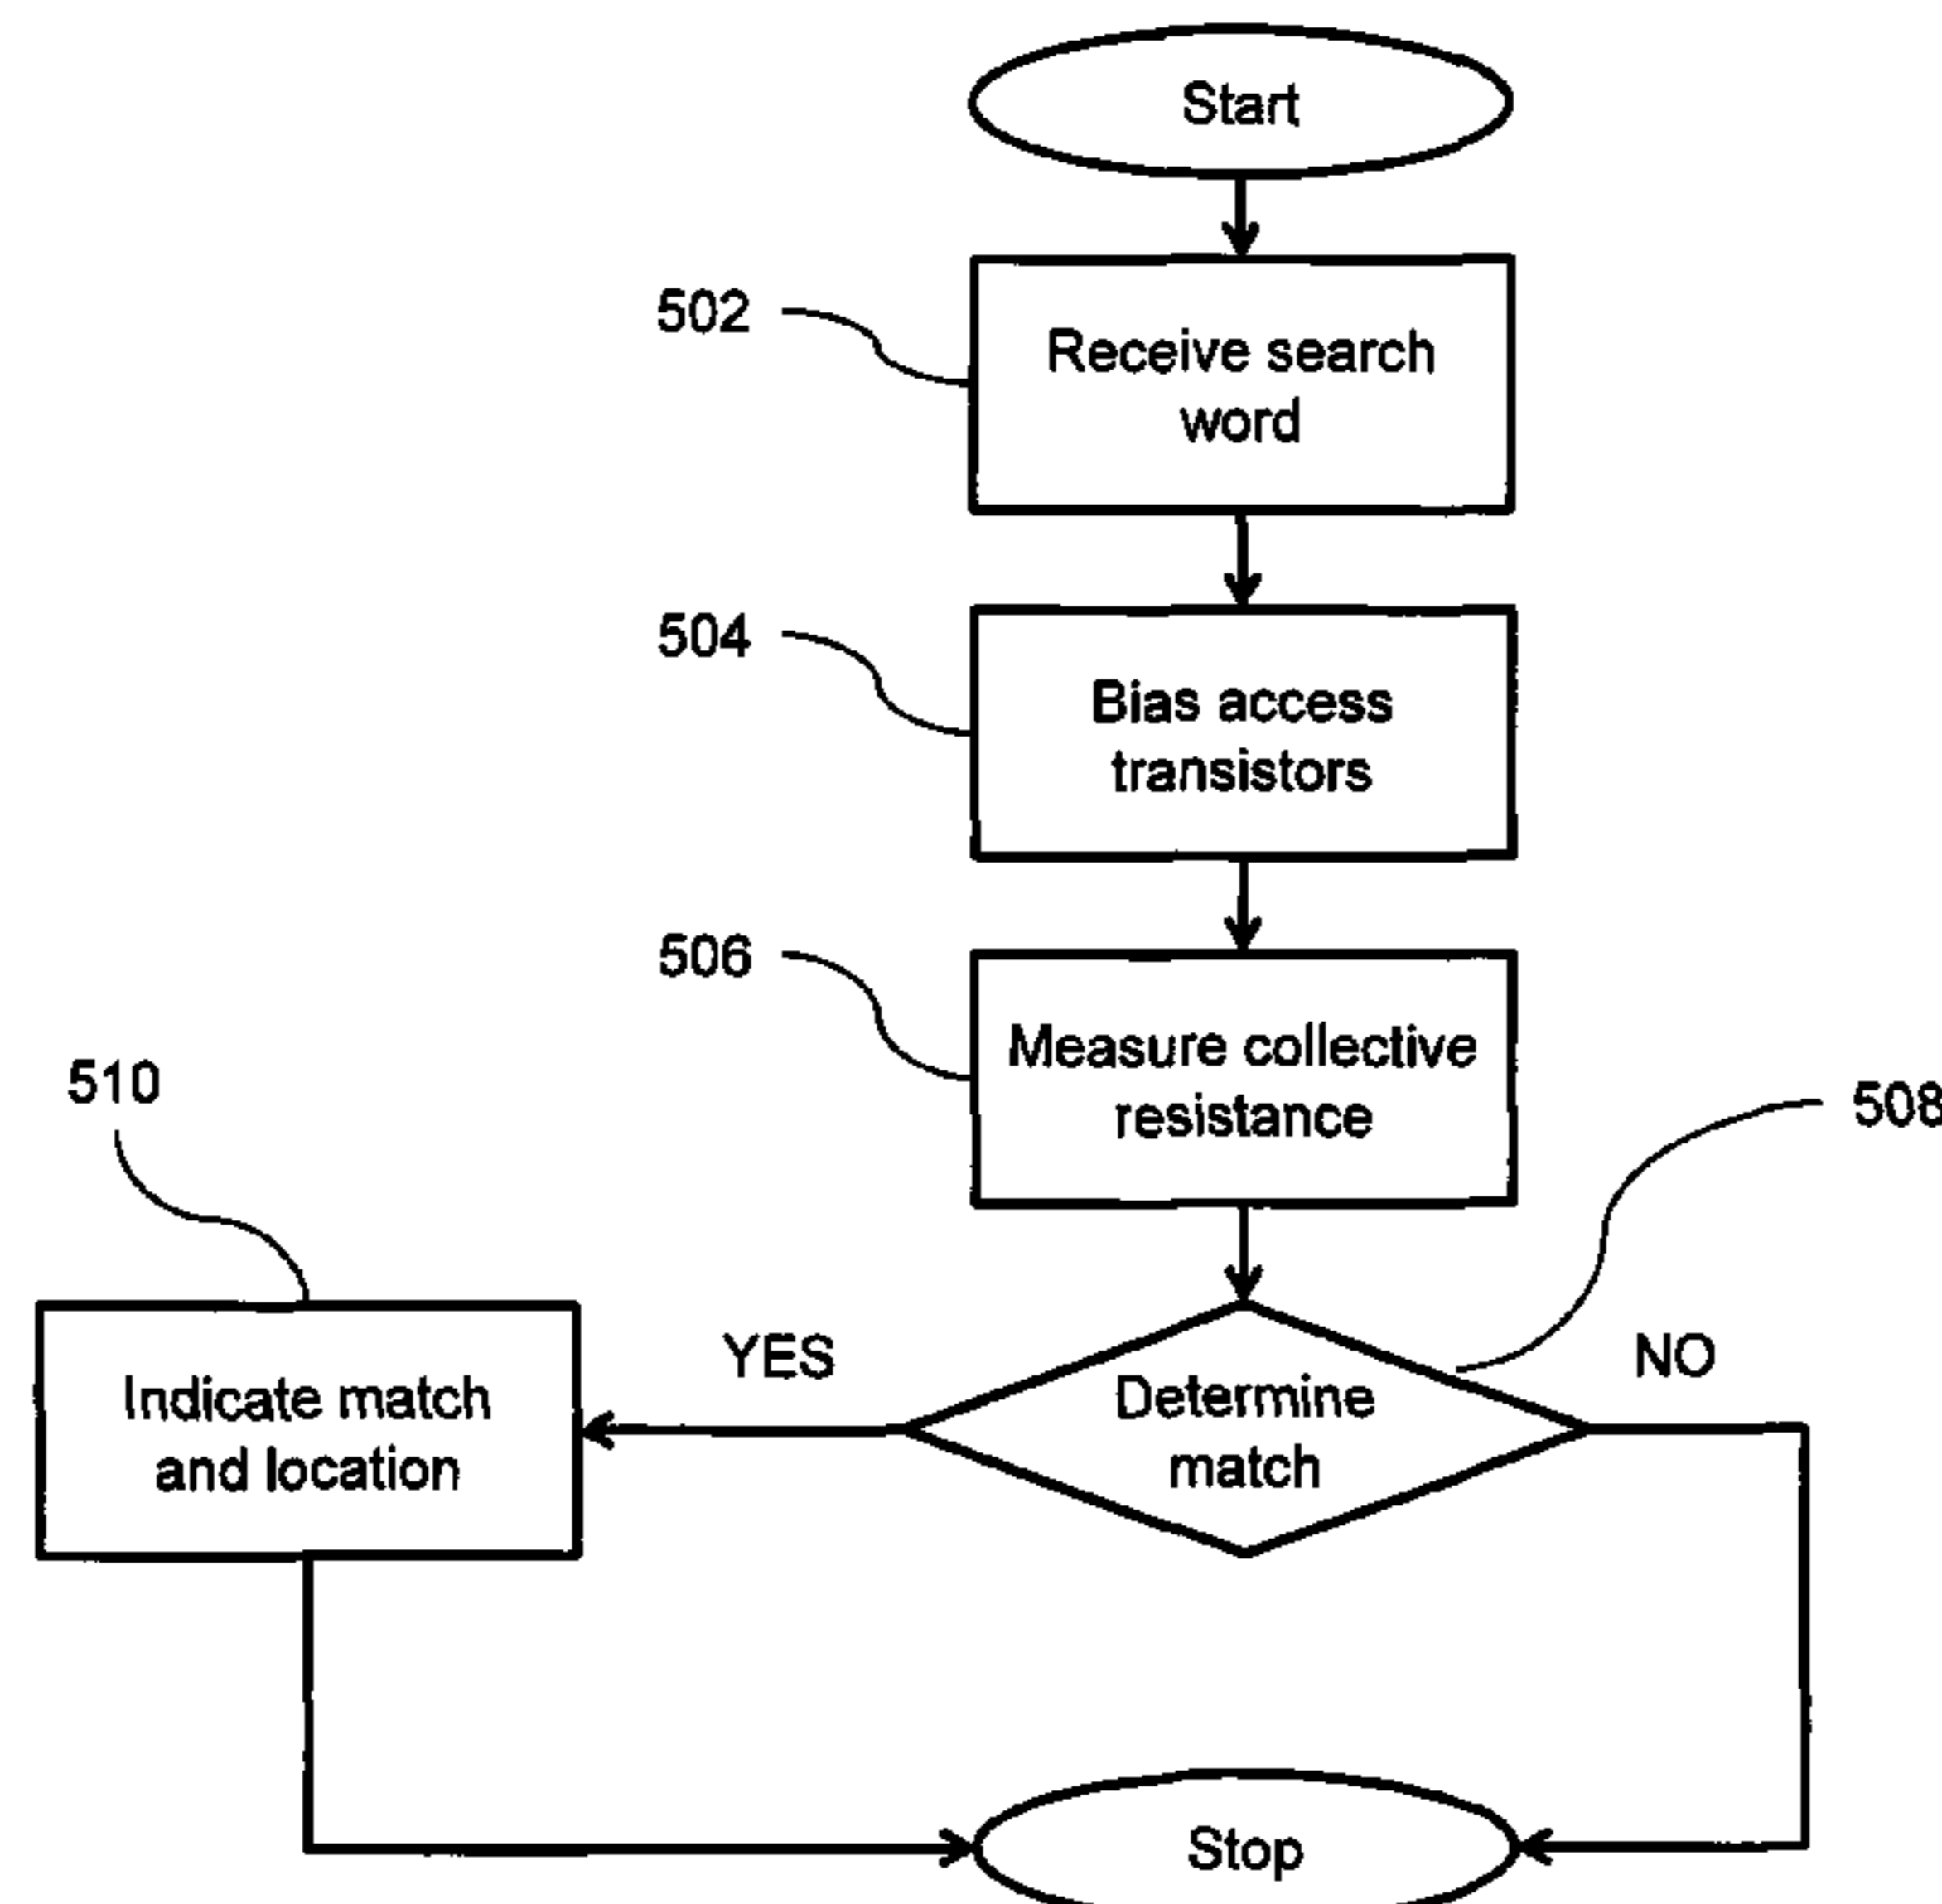 Start
502
Receive search
word
504
Bias access
transistors
506
Measure collective
resistance
510
508
YES
NO
Indicate match
and location
Determine
match
Stop